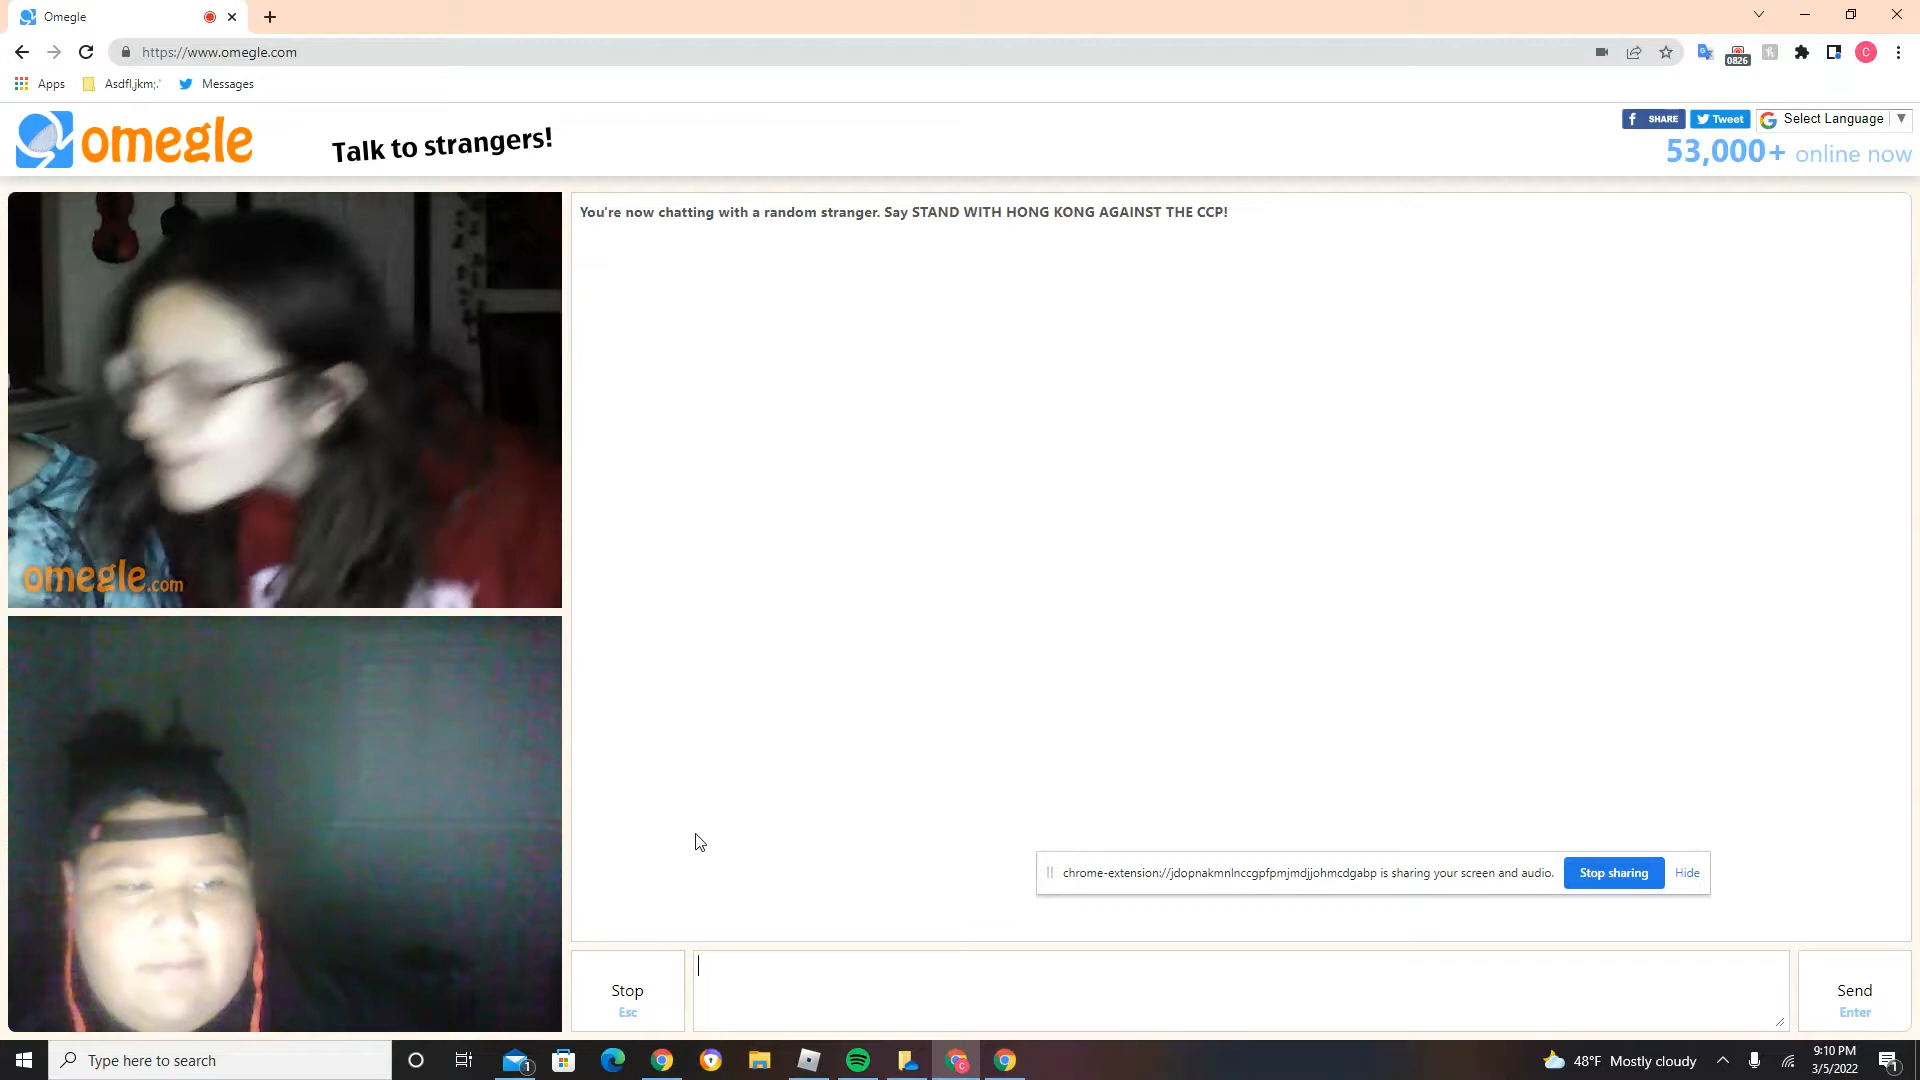 Omegle
https://www.omegle.com
0826
C
Apps
Asdfl,jkm;.'
Messages
omegle
Talk to strangers!
SHARE
Tweet
Select Language
53,000+ online now
You're now chatting with a random stranger. Say STAND WITH HONG KONG AGAINST THE CCP!
omegle.com
chrome-extension://jdopnakmnlnccgpfpmjmdjjohmcdgabp is sharing your screen and audio.
Stop sharing
Hide
Stop
Esc
Send
Enter
Type here to search
1
C
48°F Mostly cloudy
9:10 PM
3/5/2022
1